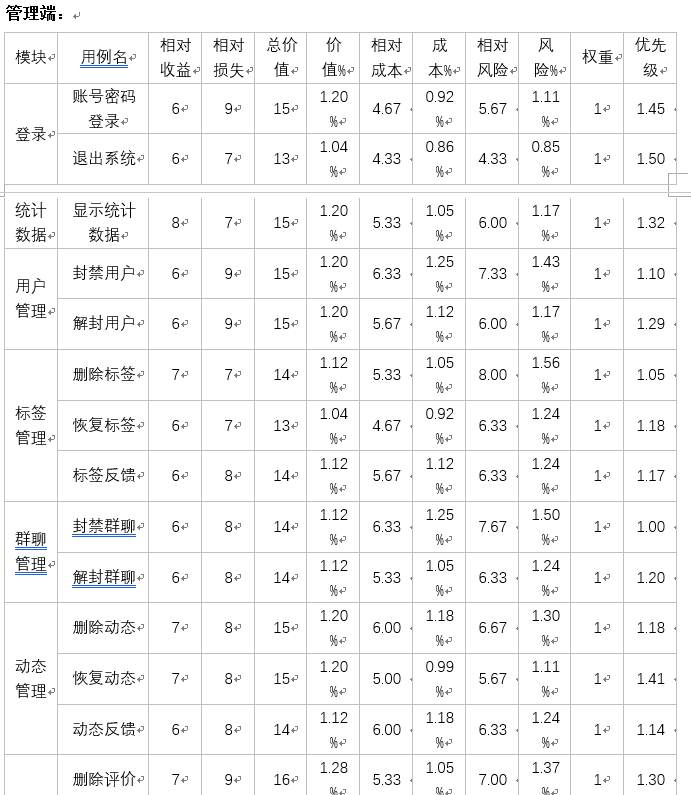 管理端：
模块 用例名 相对收益 相对损失 总价值 价值% 相对成本 成本% 相对风险 风险% 权重 优先级
登录 账号密码登录 6 9 15 1.20% 4.67 0.92% 5.67 1.11% 1 1.45
退出系统 6 7 13 1.04% 4.33 0.86% 4.33 0.85% 1 1.50
统计数据 显示统计数据 8 7 15 1.20% 5.33 1.05% 6.00 1.17% 1 1.32
用户管理 封禁用户 6 9 15 1.20% 6.33 1.25% 7.33 1.43% 1 1.10
解封用户 6 9 15 1.20% 5.67 1.12% 6.00 1.17% 1 1.29
标签管理 删除标签 7 7 14 1.12% 5.33 1.05% 8.00 1.56% 1 1.05
恢复标签 6 7 13 1.04% 4.67 0.92% 6.33 1.24% 1 1.18
标签反馈 6 8 14 1.12% 5.67 1.12% 6.33 1.24% 1 1.17
群聊管理 封禁群聊 6 8 14 1.12% 6.33 1.25% 7.67 1.50% 1 1.00
解封群聊 6 8 14 1.12% 5.33 1.05% 6.33 1.24% 1 1.20
动态管理 删除动态 7 8 15 1.20% 6.00 1.18% 6.67 1.30% 1 1.18
恢复动态 7 8 15 1.20% 5.00 0.99% 5.67 1.11% 1 1.41
动态反馈 6 8 14 1.12% 6.00 1.18% 6.33 1.24% 1 1.14
删除评价 7 9 16 1.28% 5.33 1.05% 7.00 1.37% 1 1.30